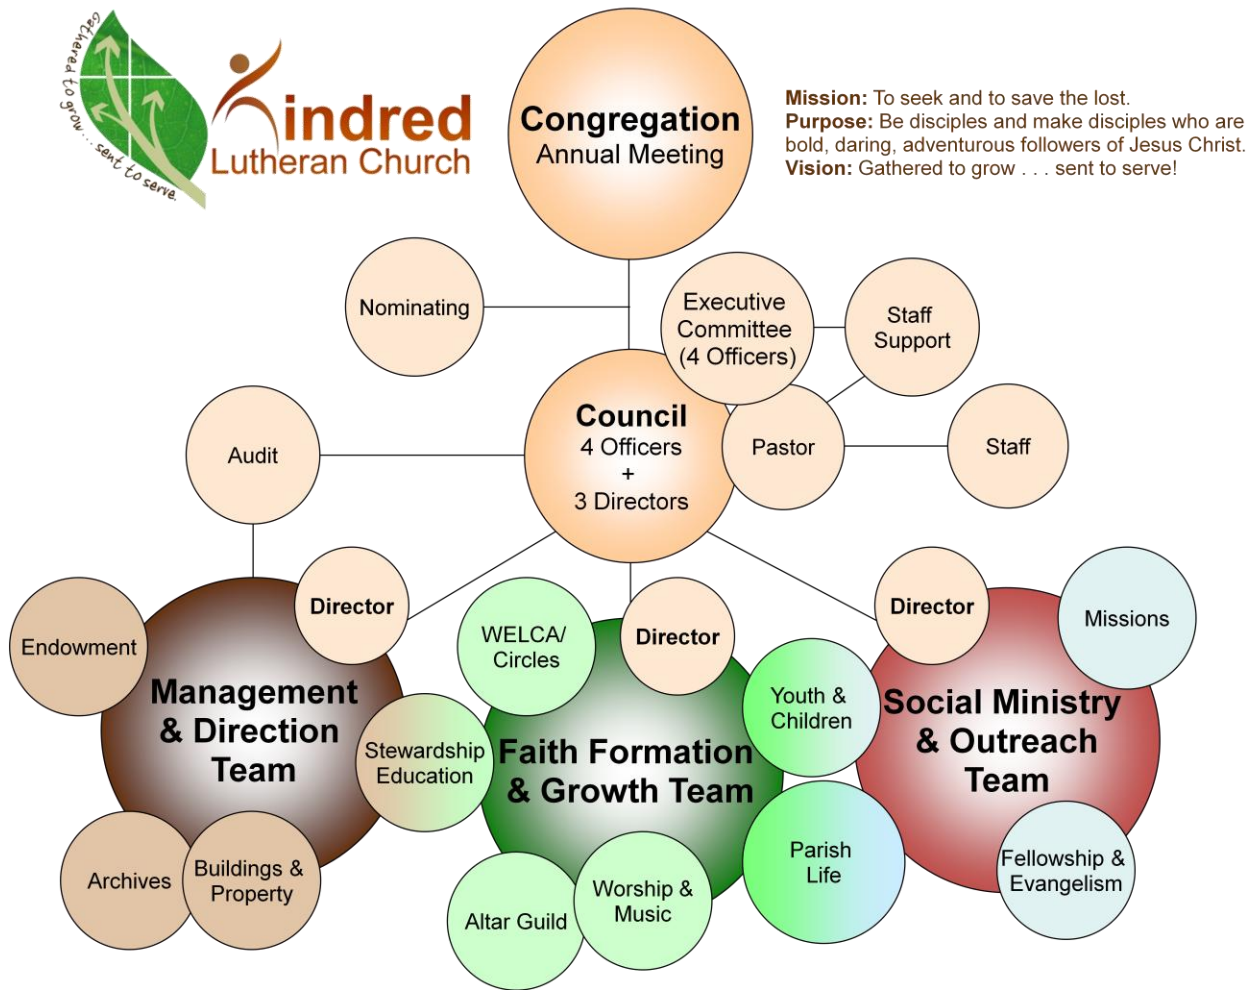 Gathered to grow ... sent to serve.
Kindred
Lutheran Church
Congregation
Annual Meeting
Mission: To seek and to save the lost.
Purpose: Be disciples and make disciples who are
bold, daring, adventurous followers of Jesus Christ.
Vision: Gathered to grow . . . sent to serve!
Nominating
Executive
Committee
(4 Officers)
Staff
Support
Council
4 Officers
+
3 Directors
Pastor
Staff
Audit
Director
Endowment
Management
& Direction
Team
Stewardship
Education
Archives
Buildings &
Property
WELCA/
Circles
Director
Faith Formation
& Growth Team
Altar Guild
Worship &
Music
Youth &
Children
Parish
Life
Director
Missions
Social Ministry
& Outreach
Team
Fellowship &
Evangelism